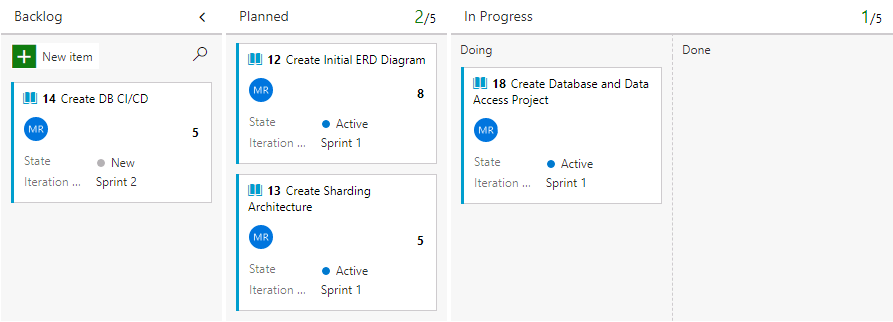 Backlog
New item
14 Create DB CI/CD
MR
5
State New
Iteration ... Sprint 2
Planned 2/5
12 Create Initial ERD Diagram
MR
8
State Active
Iteration ... Sprint 1
13 Create Sharding
Architecture
MR
5
State Active
Iteration ... Sprint 1
In Progress 1/5
Doing
18 Create Database and Data
Access Project
MR
State Active
Iteration ... Sprint 1
Done